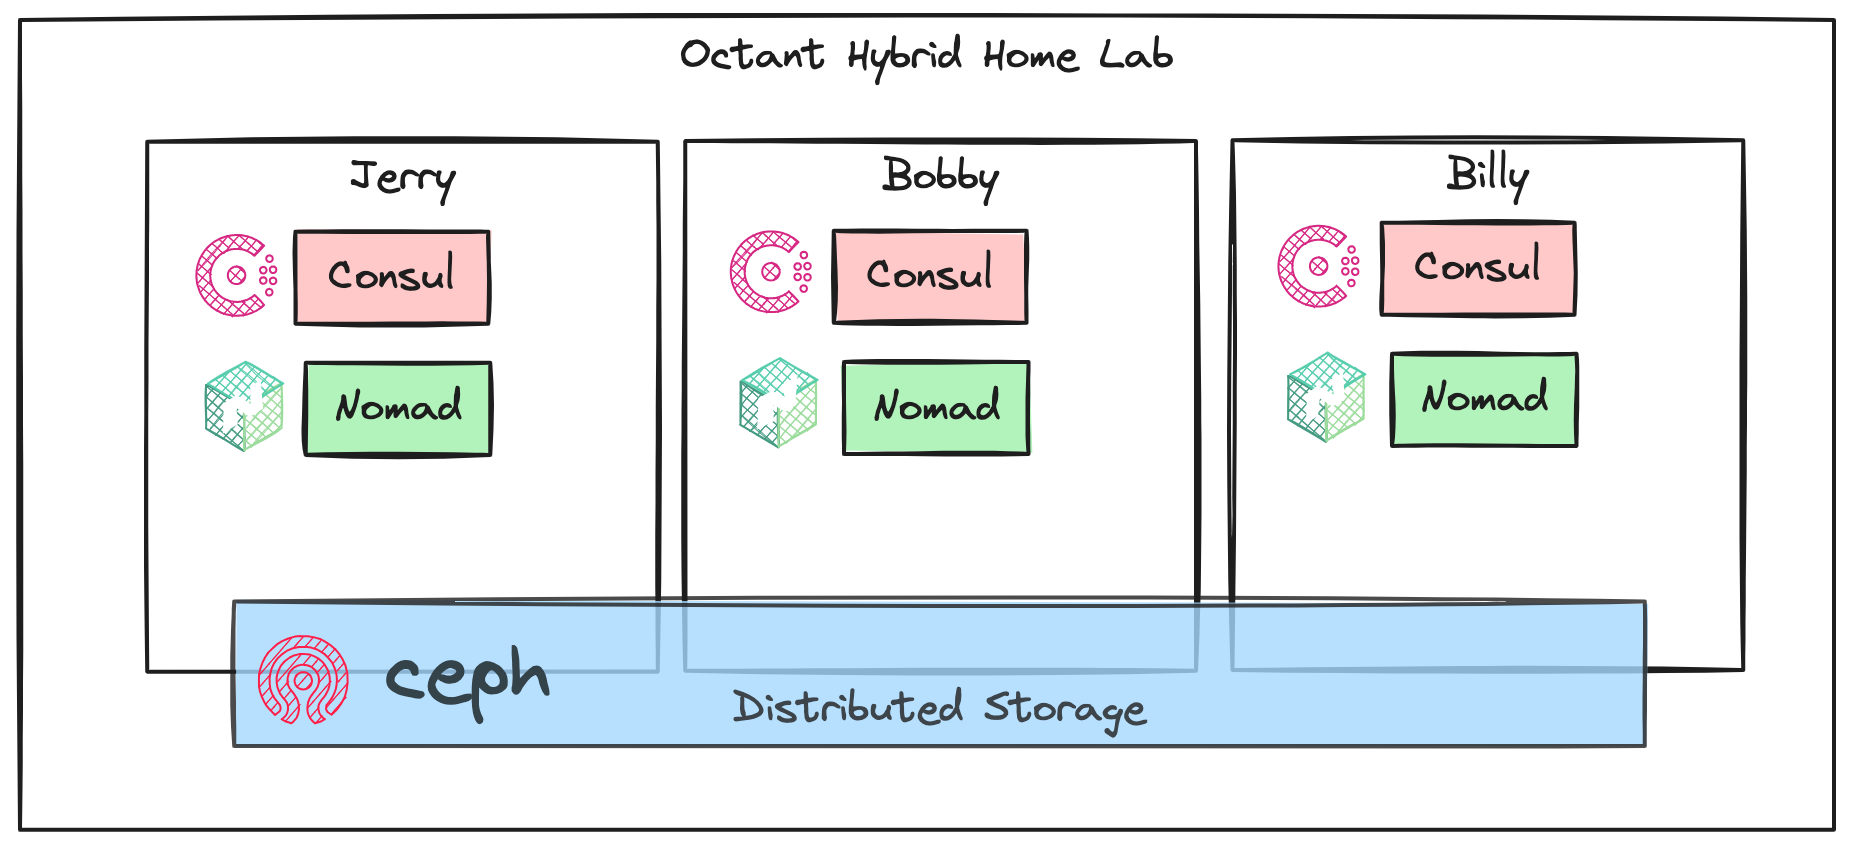 Octant Hybrid Home Lab
Jerry
Consul
Nomad
Bobby
Consul
Nomad
Billy
Consul
Nomad
ceph
Distributed Storage